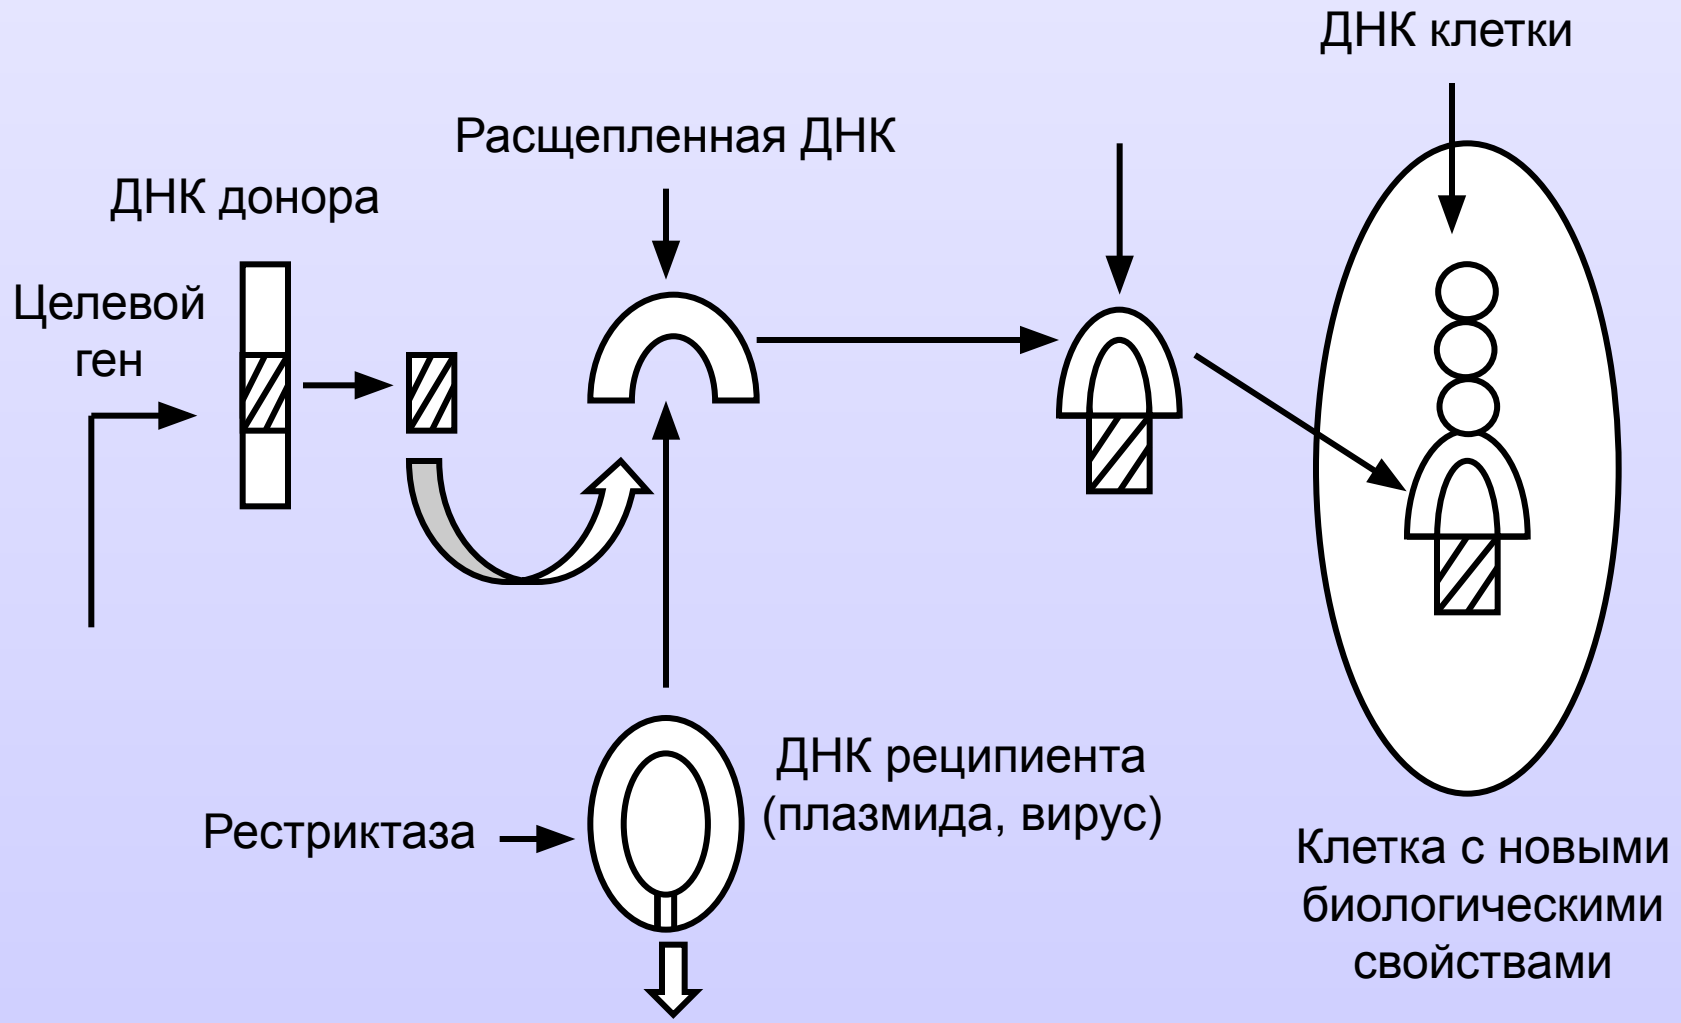 ДНК клетки
Расщепленная ДНК
ДНК донора
Целевой
ген
ДНК реципиента
(плазмида, вирус)
Рестриктаза
Клетка с новыми
биологическими
свойствами